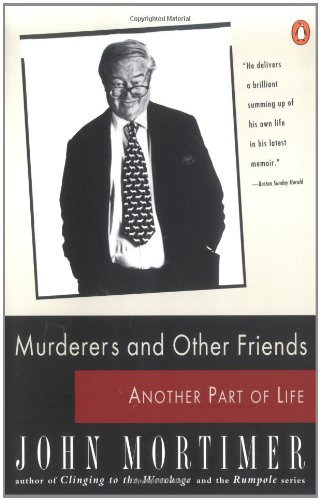 Copyrighted Material
"He delivers
a brilliant
summing up of
his own life
in his latest
memoir."
—Boston Sunday Herald
Murderers and Other Friends
ANOTHER PART OF LIFE
JOHN MORTIMER
author of Clinging to the Wreckage and the Rumpole series
Copyrighted Material